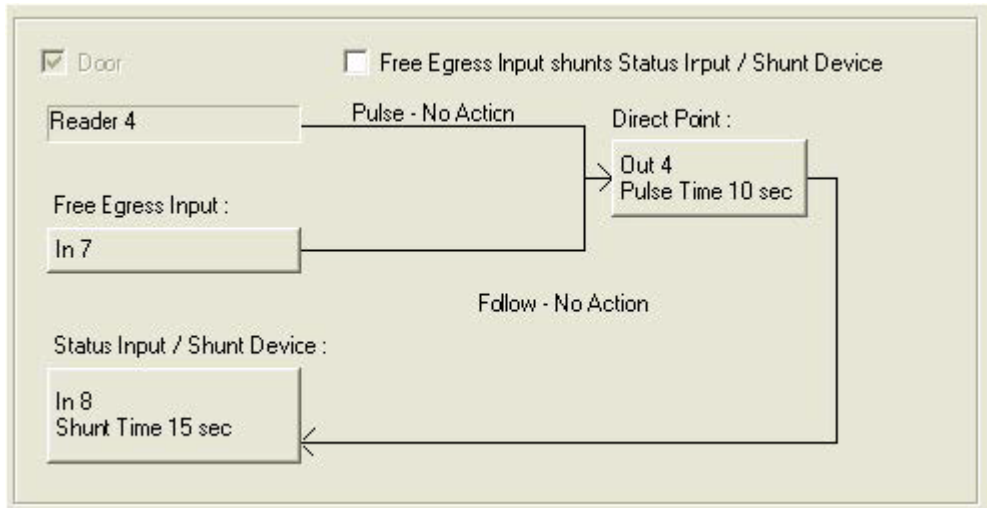 Door
Free Egress Input shunts Status Input / Shunt Device
Reader 4
Pulse - No Action
Direct Point :
Out 4
Pulse Time 10 sec
Free Egress Input :
In 7
Follow - No Action
Status Input / Shunt Device :
In 8
Shunt Time 15 sec